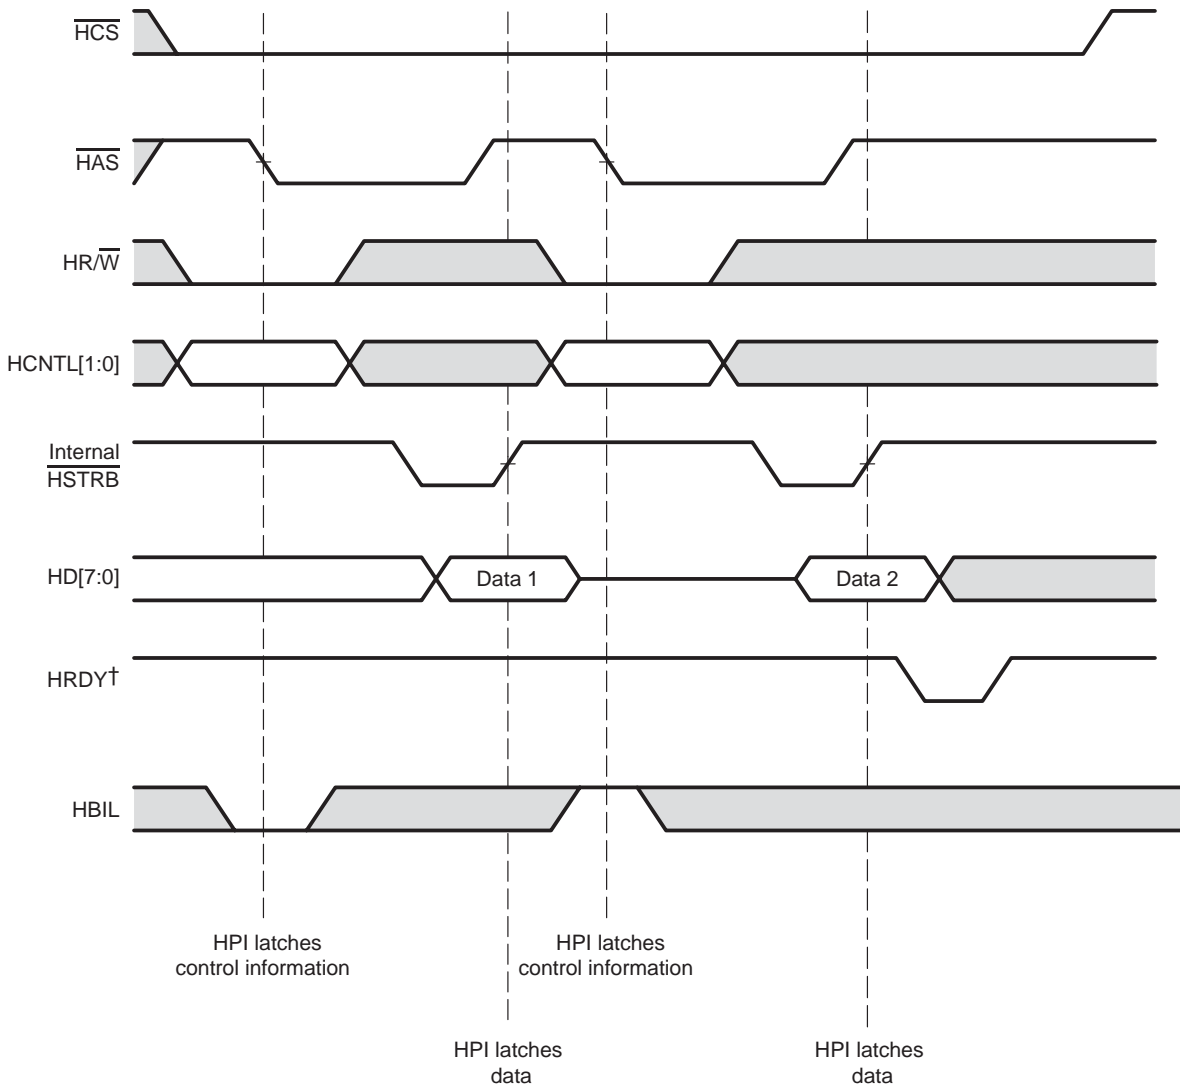 HCS
HAS
HR/W
HCNTL[1:0]
Internal
HSTRB
HD[7:0]
Data 1
Data 2
HRDY†
HBIL
HPI latches
control information
HPI latches
control information
HPI latches
data
HPI latches
data